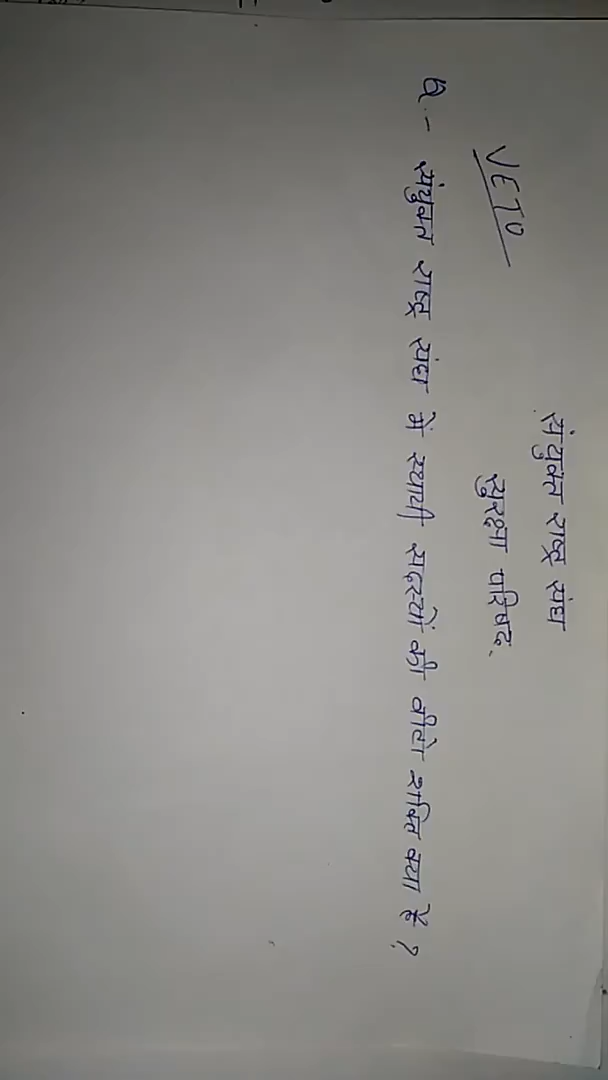 संयुक्त राष्ट्र संघ
सुरक्षा परिषद
VETO
Q.- संयुक्त राष्ट्र संघ में स्थायी सदस्यों की वीटो शक्ति क्या है ?